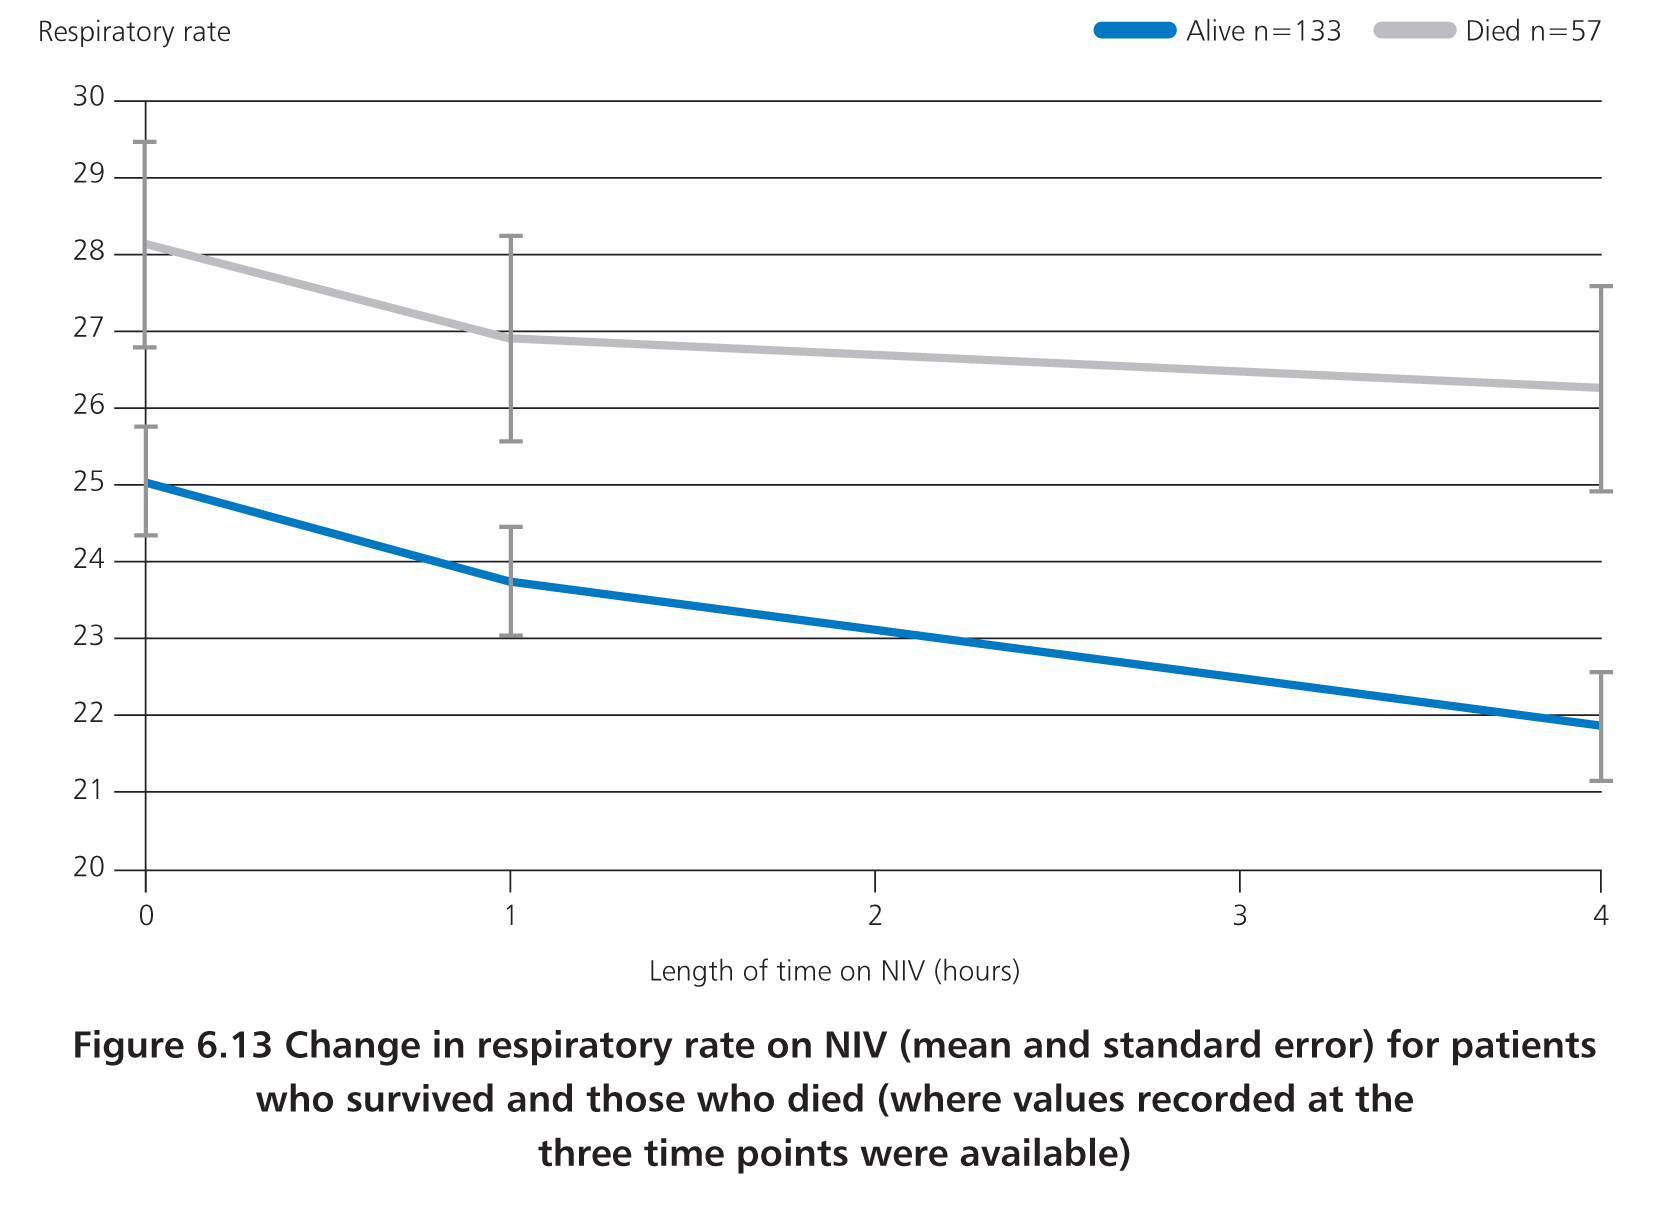 Respiratory rate
Alive n=133 Died n=57
30
29
28
27
26
25
24
23
22
21
20
0 1 2 3 4
Length of time on NIV (hours)
Figure 6.13 Change in respiratory rate on NIV (mean and standard error) for patients
who survived and those who died (where values recorded at the
three time points were available)